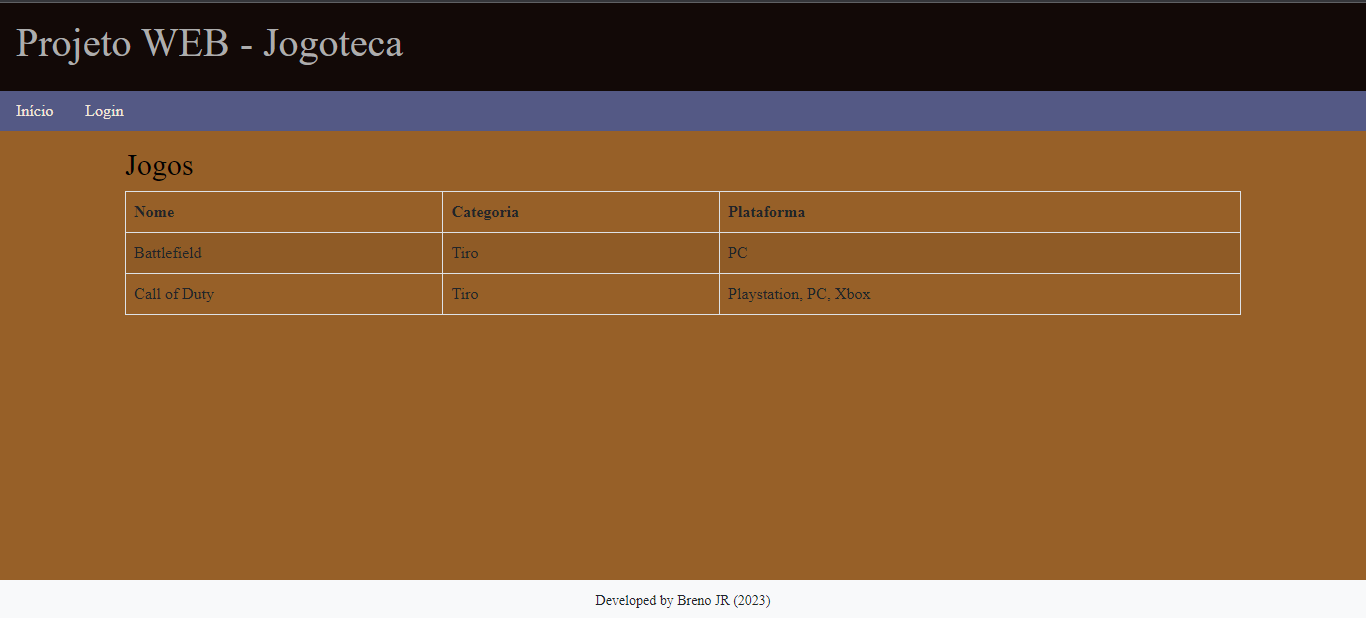 Projeto WEB - Jogoteca
Início Login
Jogos
Nome Categoria Plataforma
Battlefield Tiro PC
Call of Duty Tiro Playstation, PC, Xbox
Developed by Breno JR (2023)